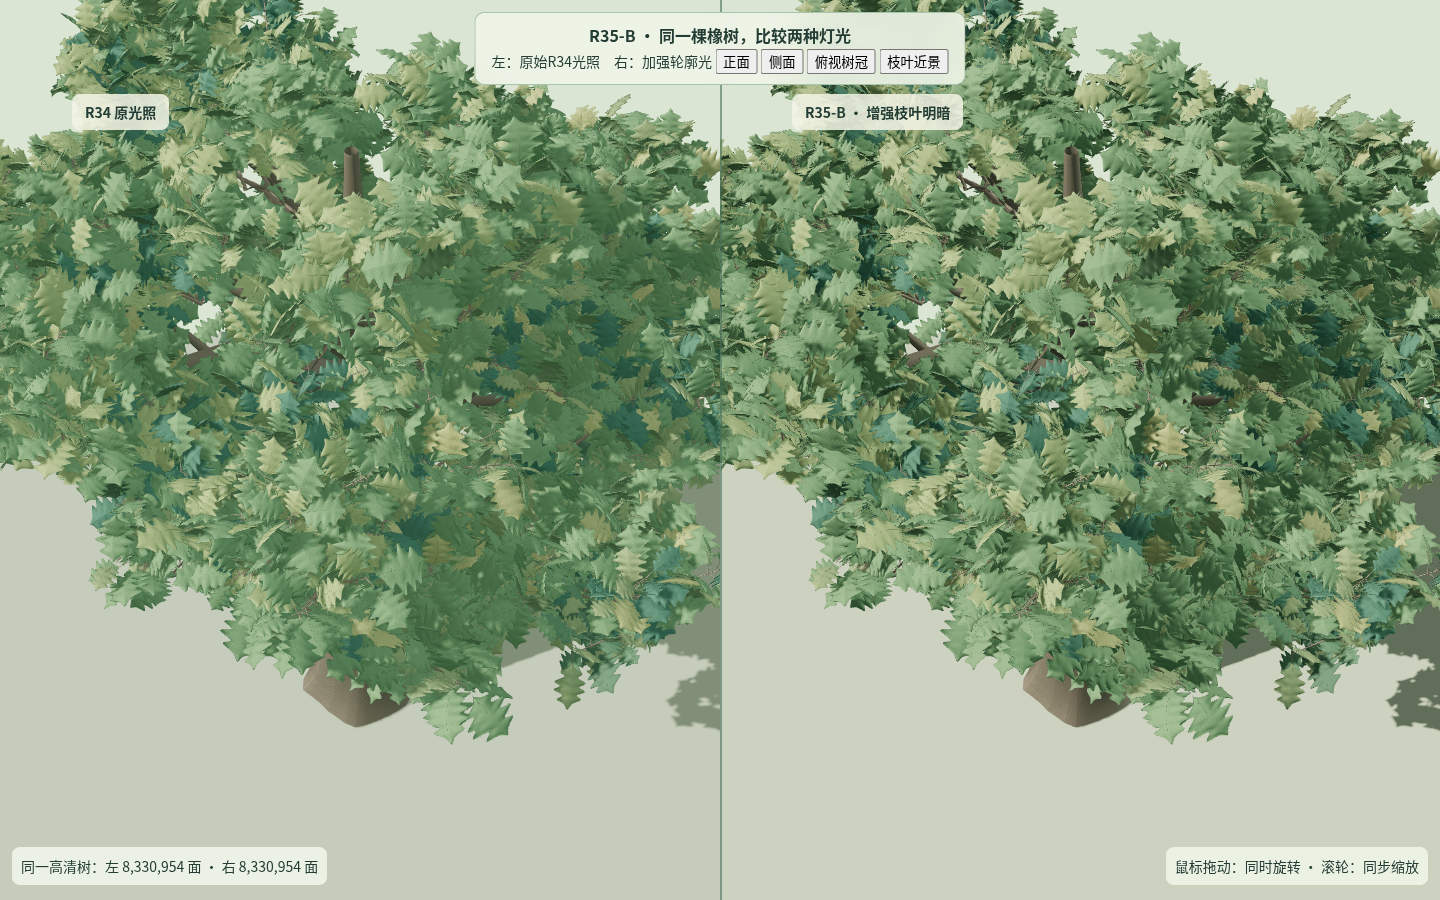 R35-B · 同一棵橡树，比较两种灯光
左：原始R34光照 右：加强轮廓光 正面 侧面 俯视树冠 枝叶近景
R34 原光照
R35-B · 增强枝叶明暗
同一高清树：左 8,330,954 面 · 右 8,330,954 面
鼠标拖动：同时旋转 · 滚轮：同步缩放